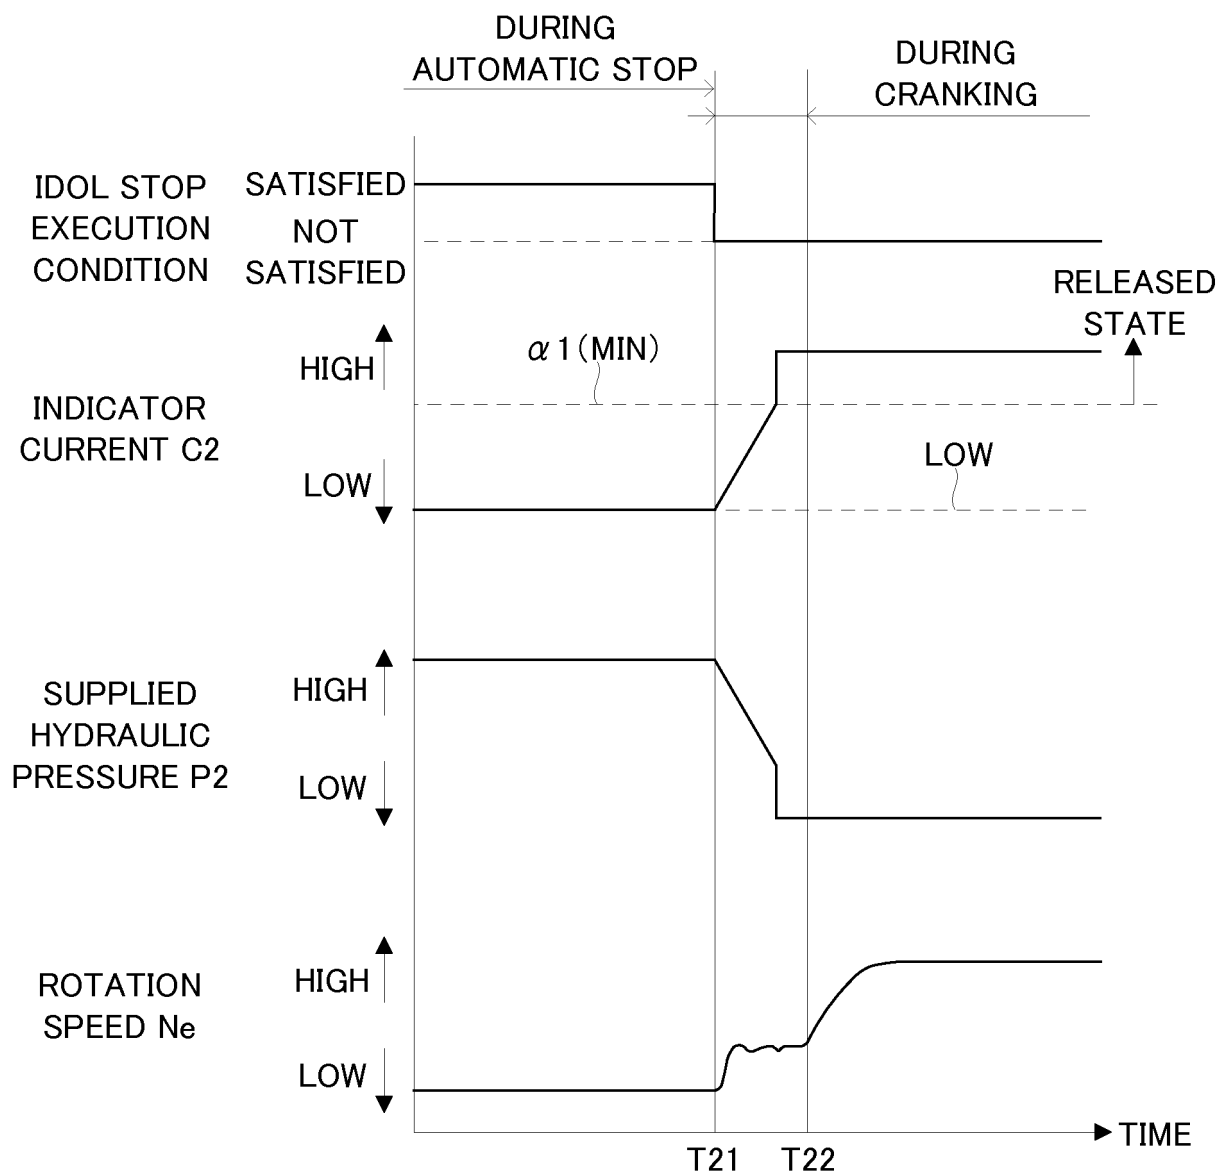 DURING
AUTOMATIC STOP
DURING
CRANKING
IDOL STOP
EXECUTION
CONDITION
SATISFIED
NOT
SATISFIED
RELEASED
STATE
HIGH
α1(MIN)
INDICATOR
CURRENT C2
LOW
LOW
SUPPLIED
HYDRAULIC
PRESSURE P2
HIGH
LOW
ROTATION
SPEED Ne
HIGH
LOW
TIME
T21
T22